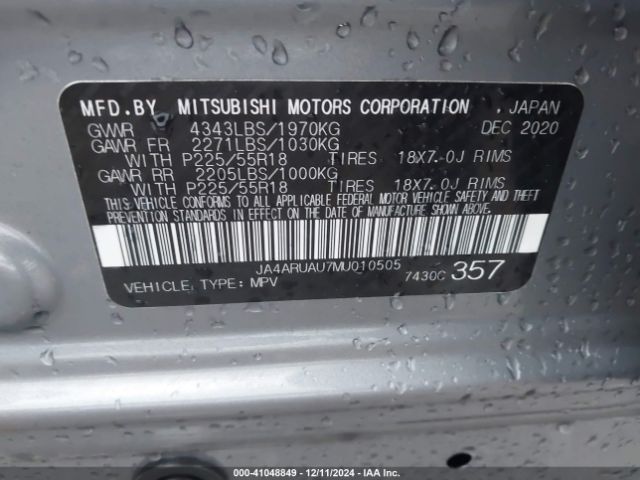 MFD.BY MITSUBISHI MOTORS CORPORATION . JAPAN
GVWR 4343LBS/1970KG DEC 2020
GAWR FR 2271LBS/1030KG
WITH P225/55R18 TIRES 18X7.0J RIMS
GAWR RR 2205LBS/1000KG
WITH P225/55R18 TIRES 18X7.0J RIMS
THIS VEHICLE CONFORMS TO ALL APPLICABLE FEDERAL MOTOR VEHICLE SAFETY AND THEFT
PREVENTION STANDARDS IN EFFECT ON THE DATE OF MANUFACTURE SHOWN ABOVE.
JA4ARUAU7MU010505
VEHICLE TYPE: MPV 7430C 357
000-41048849 - 12/11/2024 - IAA Inc.